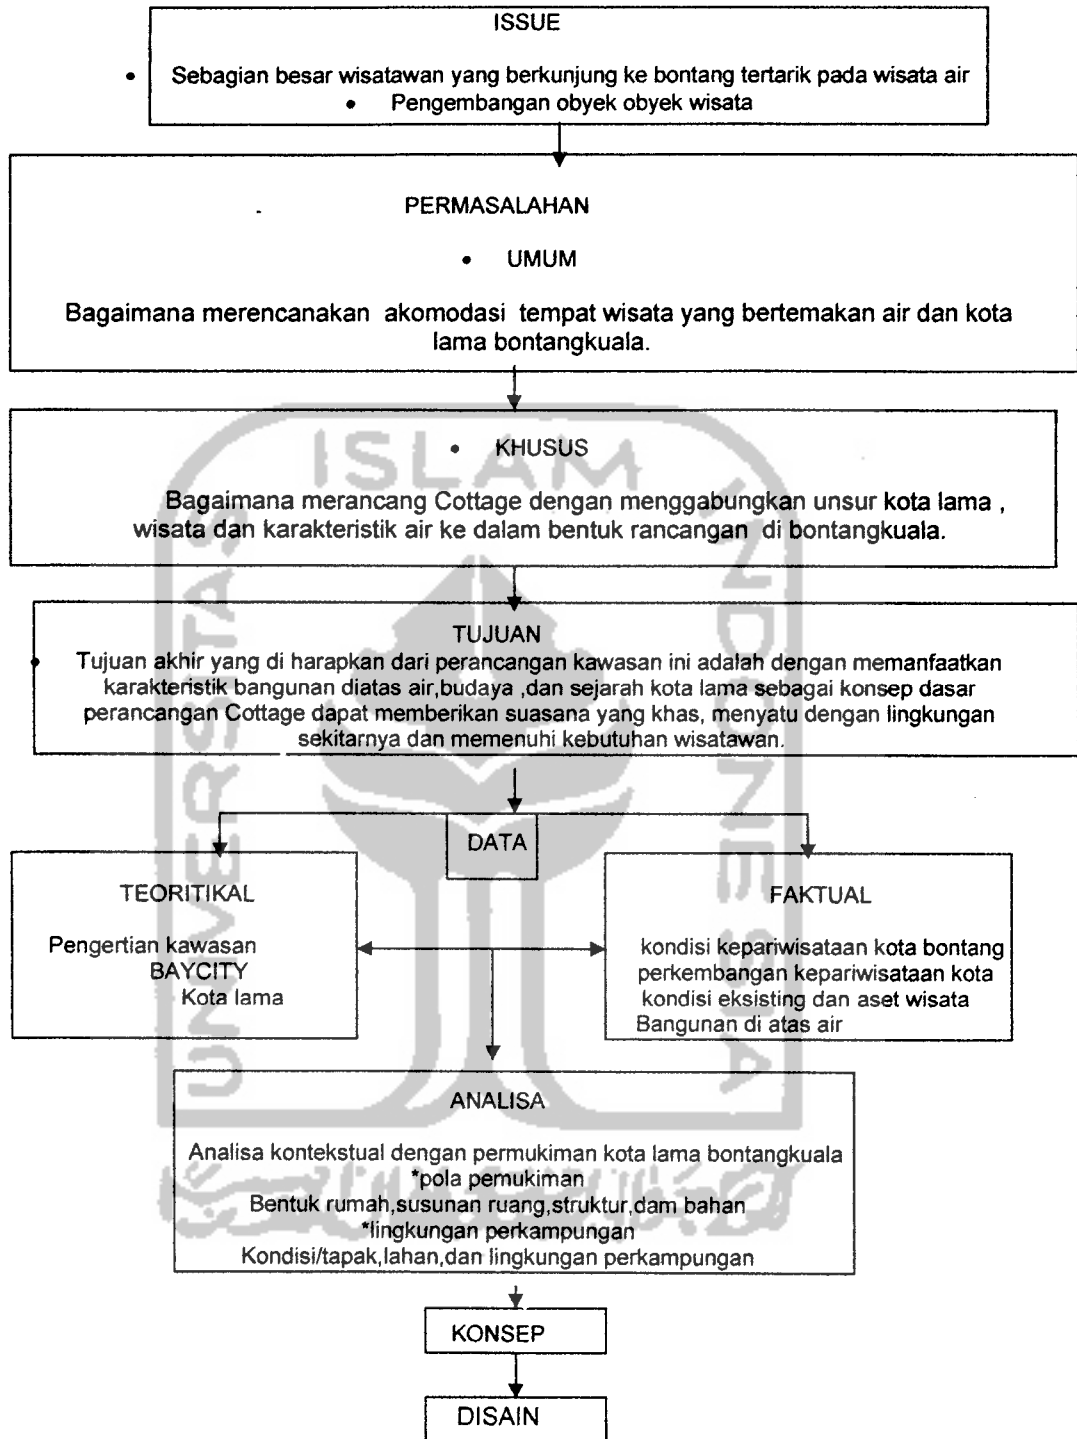 ISSUE
• Sebagian besar wisatawan yang berkunjung ke bontang tertarik pada wisata air
• Pengembangan obyek obyek wisata
PERMASALAHAN
• UMUM
Bagaimana merencanakan akomodasi tempat wisata yang bertemakan air dan kota
lama bontangkuala.
• KHUSUS
Bagaimana merancang Cottage dengan menggabungkan unsur kota lama ,
wisata dan karakteristik air ke dalam bentuk rancangan di bontangkuala.
TUJUAN
• Tujuan akhir yang di harapkan dari perancangan kawasan ini adalah dengan memanfaatkan
karakteristik bangunan diatas air,budaya ,dan sejarah kota lama sebagai konsep dasar
perancangan Cottage dapat memberikan suasana yang khas, menyatu dengan lingkungan
sekitarnya dan memenuhi kebutuhan wisatawan.
DATA
TEORITIKAL
Pengertian kawasan
BAYCITY
Kota lama
FAKTUAL
kondisi kepariwisataan kota bontang
perkembangan kepariwisataan kota
kondisi eksisting dan aset wisata
Bangunan di atas air
ANALISA
Analisa kontekstual dengan permukiman kota lama bontangkuala
*pola pemukiman
Bentuk rumah,susunan ruang,struktur,dam bahan
*lingkungan perkampungan
Kondisi/tapak,lahan,dan lingkungan perkampungan
KONSEP
DISAIN
UNIVERSITAS
ISLAM
INDONESIA